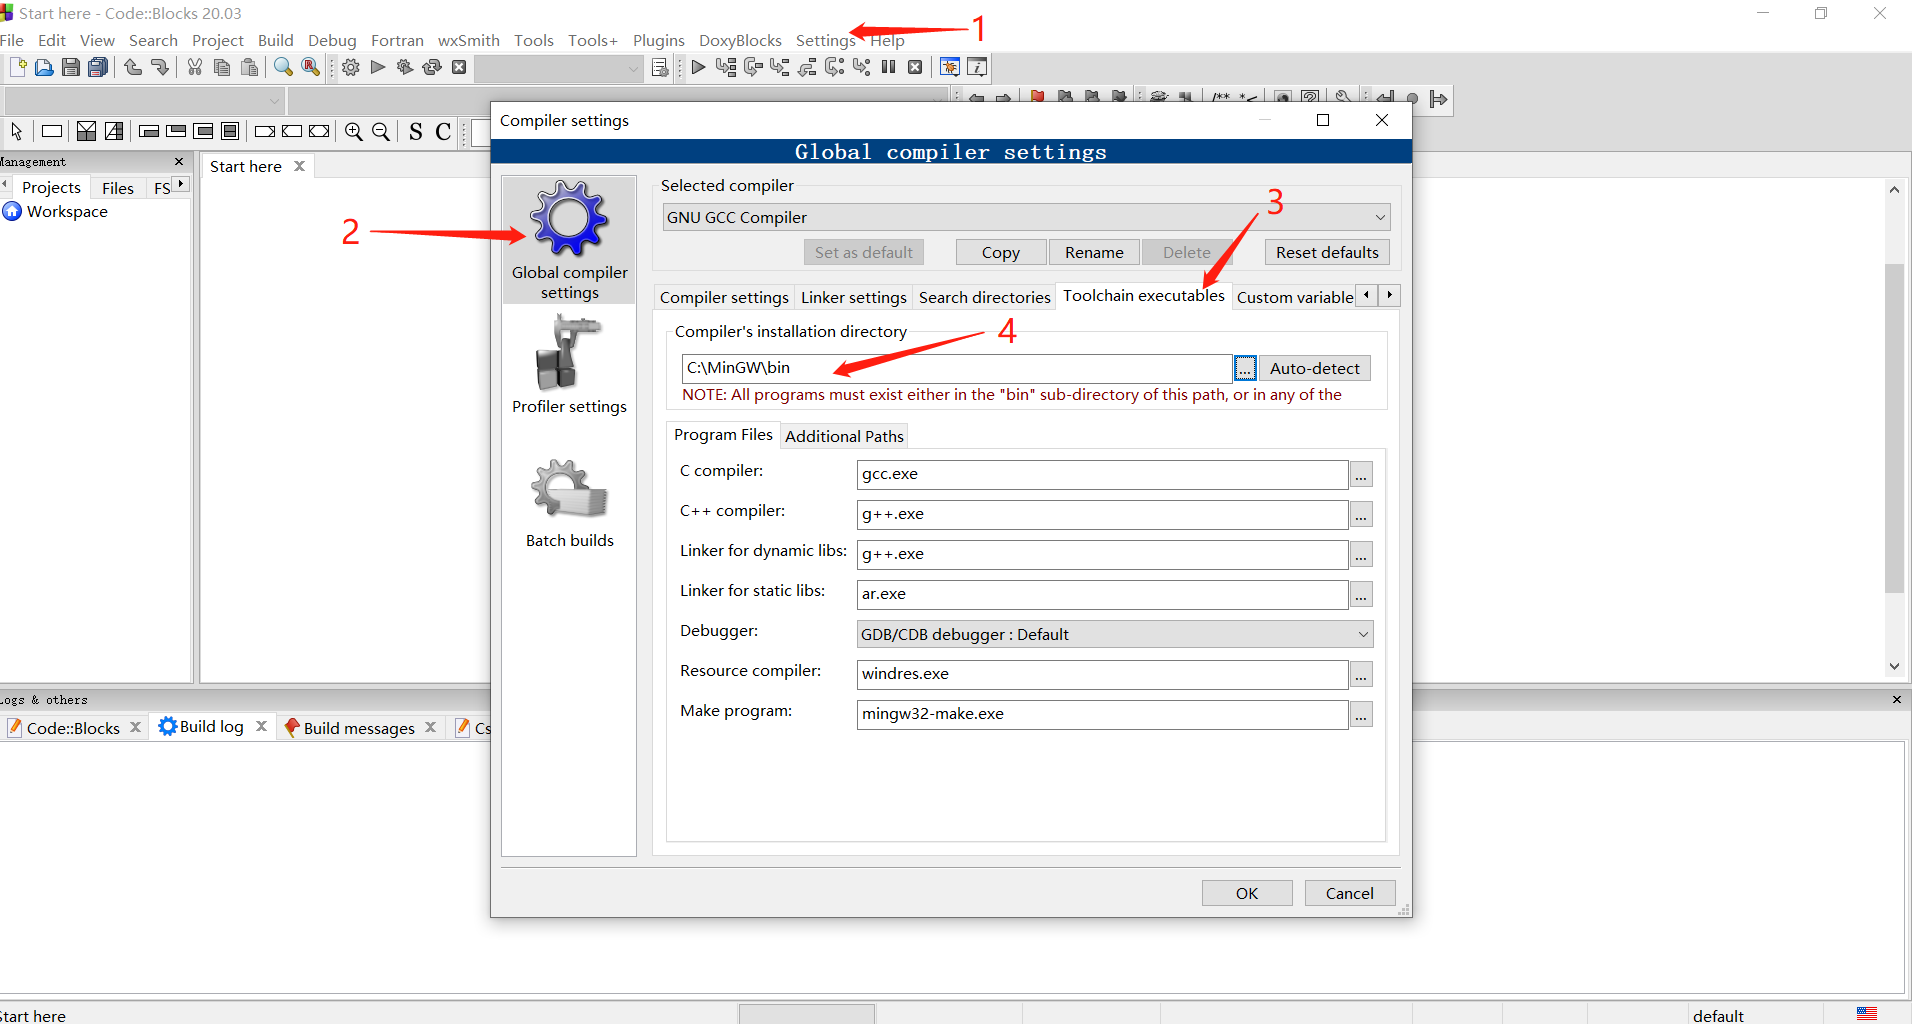 Start here - Code::Blocks 20.03
File Edit View Search Project Build Debug Fortran wxSmith Tools Tools+ Plugins DoxyBlocks Settings Help
1
/** *<
S C
Management
Projects Files FS
Workspace
Start here
Compiler settings
Global compiler settings
2
Global compiler
settings
Profiler settings
Batch builds
Selected compiler
3
GNU GCC Compiler
Set as default Copy Rename Delete Reset defaults
Compiler settings Linker settings Search directories Toolchain executables Custom variable
Compiler's installation directory
4
C:\MinGW\bin ... Auto-detect
NOTE: All programs must exist either in the "bin" sub-directory of this path, or in any of the
Program Files Additional Paths
C compiler: gcc.exe ...
C++ compiler: g++.exe ...
Linker for dynamic libs: g++.exe ...
Linker for static libs: ar.exe ...
Debugger: GDB/CDB debugger : Default
Resource compiler: windres.exe ...
Make program: mingw32-make.exe ...
OK Cancel
Logs & others
Code::Blocks Build log Build messages Cs
Start here default